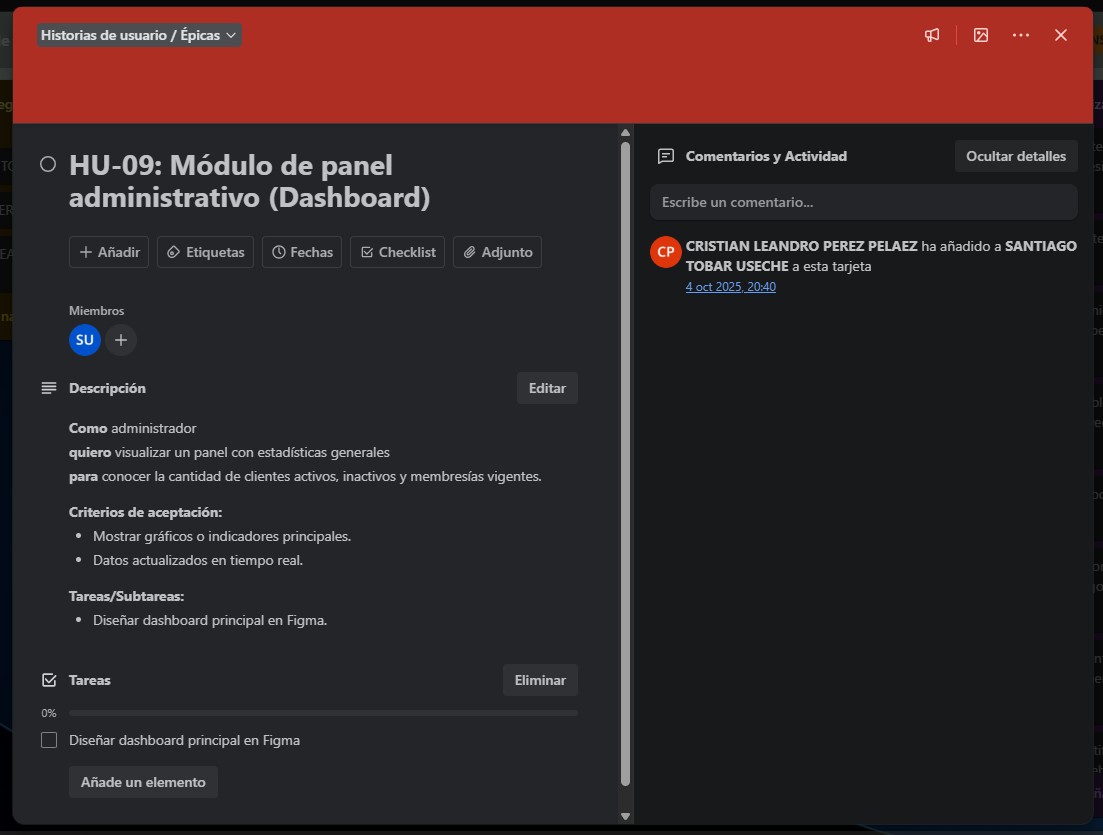 Historias de usuario / Épicas
HU-09: Módulo de panel
administrativo (Dashboard)
Añadir
Etiquetas
Fechas
Checklist
Adjunto
Miembros
SU
Descripción
Editar
Como administrador
quiero visualizar un panel con estadísticas generales
para conocer la cantidad de clientes activos, inactivos y membresías vigentes.
Criterios de aceptación:
Mostrar gráficos o indicadores principales.
Datos actualizados en tiempo real.
Tareas/Subtareas:
Diseñar dashboard principal en Figma.
Tareas
Eliminar
0%
Diseñar dashboard principal en Figma
Añade un elemento
Comentarios y Actividad
Ocultar detalles
Escribe un comentario...
CP
CRISTIAN LEANDRO PEREZ PELAEZ ha añadido a SANTIAGO
TOBAR USECHE a esta tarjeta
4 oct 2025, 20:40